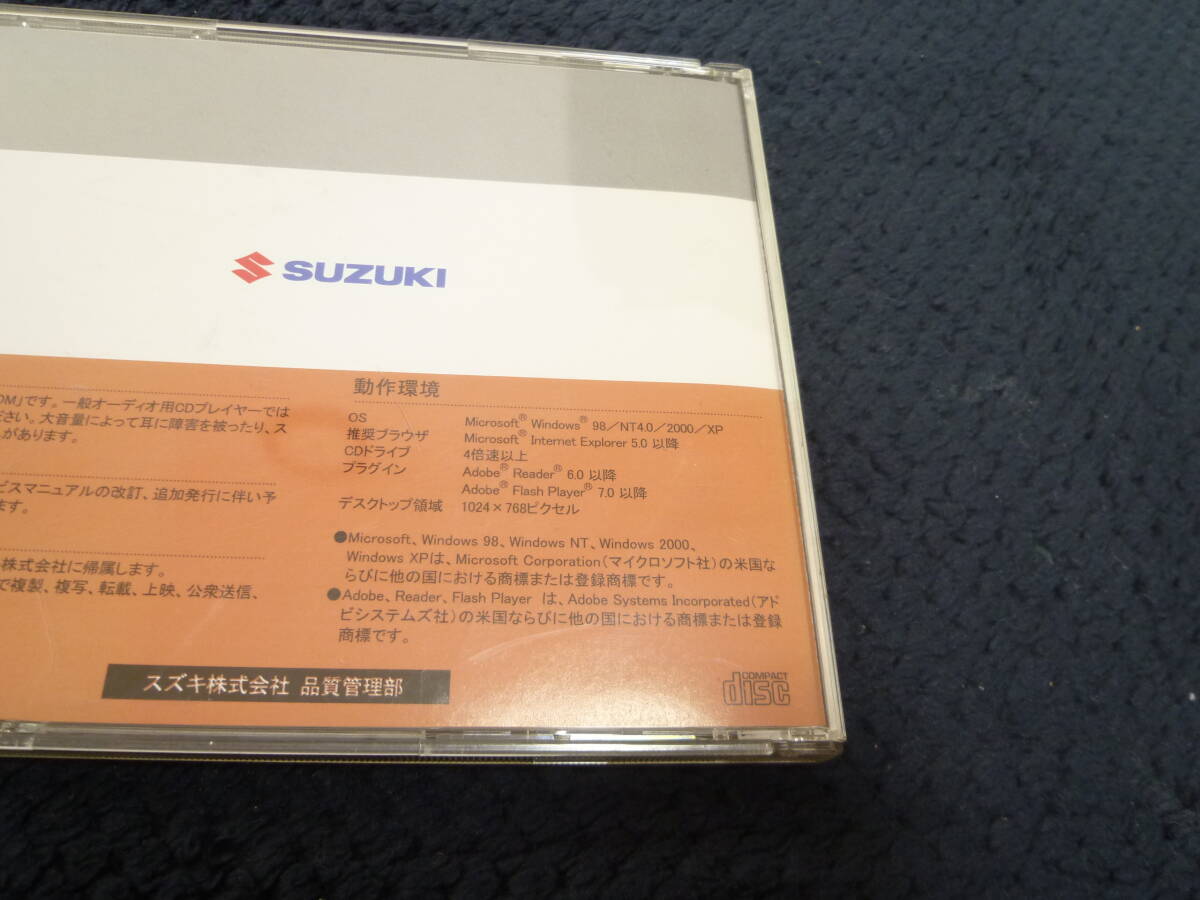 SUZUKI
OM」です。一般オーディオ用CDプレイヤーでは
ださい。大音量によって耳に障害を被ったり、ス
があります。
ビスマニュアルの改訂、追加発行に伴い予
ます。
株式会社に帰属します。
で複製、複写、転載、上映、公衆送信、
動作環境
OS Microsoft® Windows® 98/NT4.0/2000/XP
推奨ブラウザ Microsoft® Internet Explorer 5.0 以降
CDドライブ 4倍速以上
プラグイン Adobe® Reader® 6.0 以降
Adobe® Flash Player® 7.0 以降
デスクトップ領域 1024×768ピクセル
●Microsoft、Windows 98、Windows NT、Windows 2000、
Windows XPは、Microsoft Corporation(マイクロソフト社)の米国な
らびに他の国における商標または登録商標です。
●Adobe、Reader、Flash Player は、Adobe Systems Incorporated(アド
ビシステムズ社)の米国ならびに他の国における商標または登録
商標です。
スズキ株式会社 品質管理部
COMPACT
disc